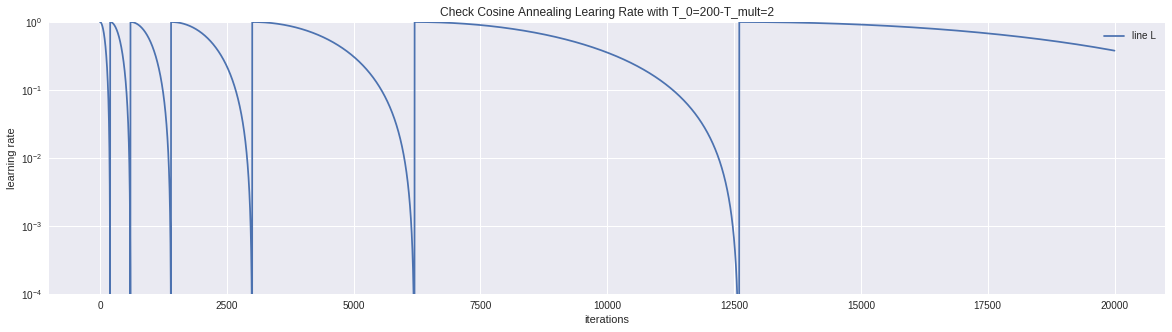 Check Cosine Annealing Learing Rate with T_0=200-T_mult=2
line L
learning rate
10⁰
10⁻¹
10⁻²
10⁻³
10⁻⁴
0 2500 5000 7500 10000 12500 15000 17500 20000
iterations